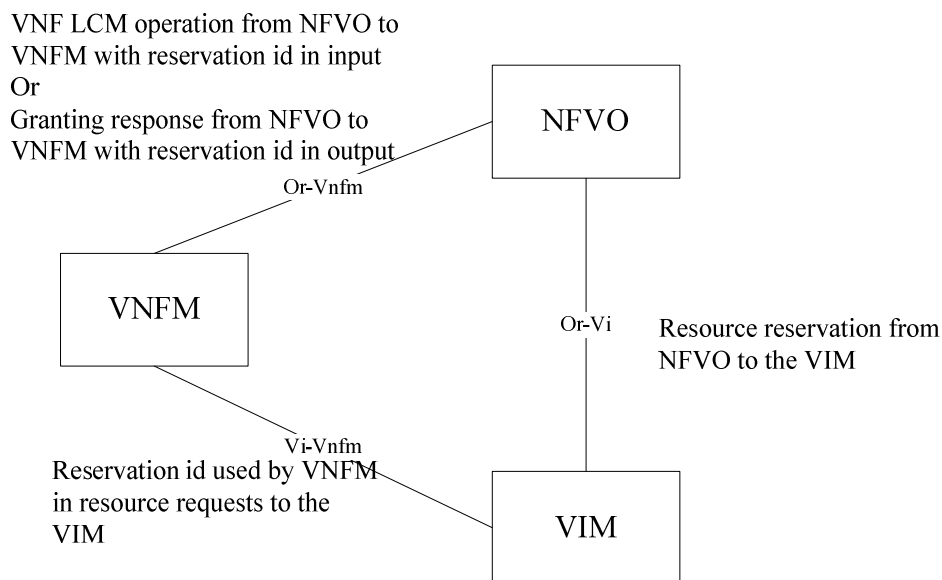 VNF LCM operation from NFVO to
VNFM with reservation id in input
Or
Granting response from NFVO to
VNFM with reservation id in output
NFVO
Or-Vnfm
VNFM
Or-Vi
Resource reservation from
NFVO to the VIM
Vi-Vnfm
Reservation id used by VNFM
in resource requests to the
VIM
VIM